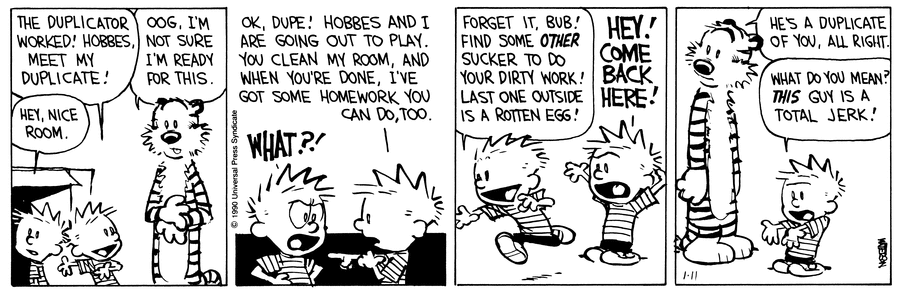 THE DUPLICATOR
WORKED! HOBBES,
MEET MY
DUPLICATE!
OOG, I'M
NOT SURE
I'M READY
FOR THIS.
HEY, NICE
ROOM.
© 1990 Universal Press Syndicate
OK, DUPE! HOBBES AND I
ARE GOING OUT TO PLAY.
YOU CLEAN MY ROOM, AND
WHEN YOU'RE DONE, I'VE
GOT SOME HOMEWORK YOU
CAN DO, TOO.
WHAT?!
FORGET IT, BUB!
FIND SOME OTHER
SUCKER TO DO
YOUR DIRTY WORK!
LAST ONE OUTSIDE
IS A ROTTEN EGG!
HEY!
COME
BACK
HERE!
HE'S A DUPLICATE
OF YOU, ALL RIGHT.
WHAT DO YOU MEAN?
THIS GUY IS A
TOTAL JERK!
1-11
WATTERSON